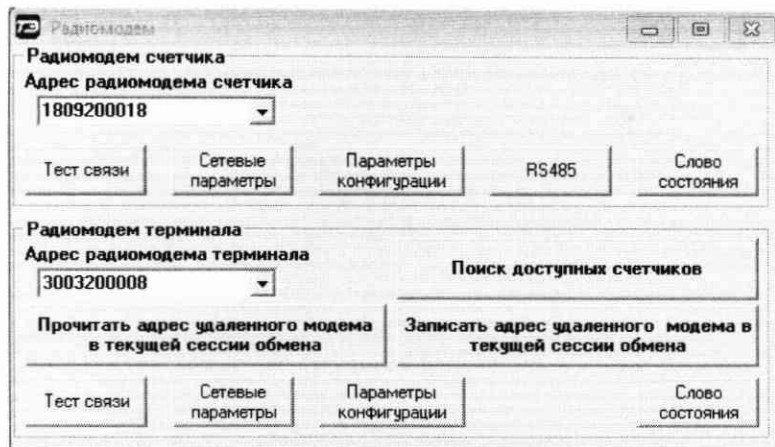 Радиомодем
Радиомодем счетчика
Адрес радиомодема счетчика
1809200018
Тест связи
Сетевые
параметры
Параметры
конфигурации
RS485
Слово
состояния
Радиомодем терминала
Адрес радиомодема терминала
3003200008
Поиск доступных счетчиков
Прочитать адрес удаленного модема
в текущей сессии обмена
Записать адрес удаленного модема в
текущей сессии обмена
Тест связи
Сетевые
параметры
Параметры
конфигурации
Слово
состояния